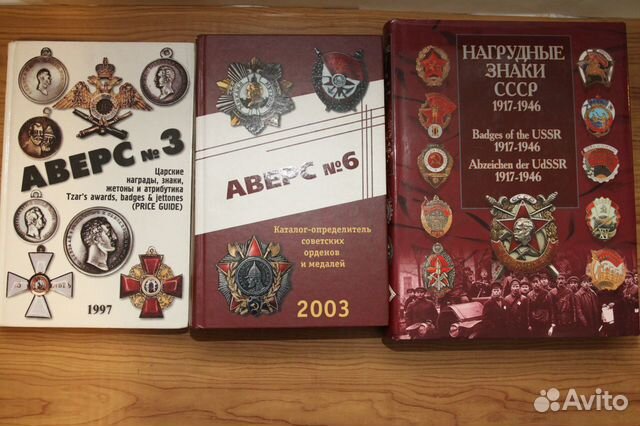 АВЕРС № 3
Царские
награды, знаки,
жетоны и атрибутика
Tzar's awards, badges & jettones
(PRICE GUIDE)
1997
АВЕРС №6
Каталог-определитель
советских
орденов
и медалей
2003
НАГРУДНЫЕ
ЗНАКИ
СССР
1917-1946
Badges of the USSR
1917-1946
Abzeichen der UdSSR
1917-1946
Avito